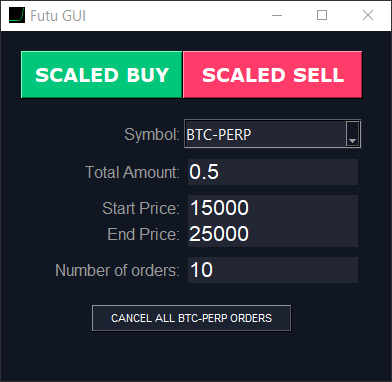 Futu GUI
SCALED BUY SCALED SELL
Symbol: BTC-PERP
Total Amount: 0.5
Start Price: 15000
End Price: 25000
Number of orders: 10
CANCEL ALL BTC-PERP ORDERS